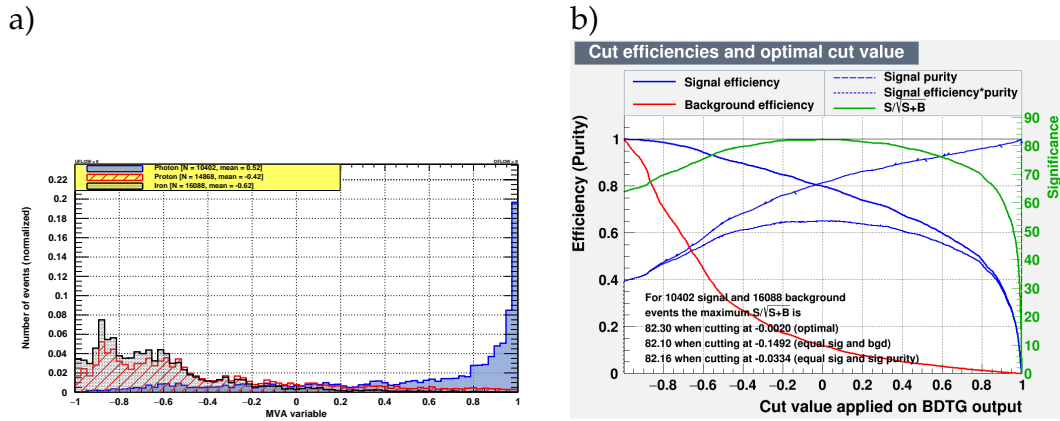 a)
b)
UFLOW = 0
OFLOW = 0
Photon [N = 10402, mean = 0.52]
Proton [N = 14868, mean = -0.42]
Iron [N = 16088, mean = -0.62]
Number of events (normalized)
0.22
0.2
0.18
0.16
0.14
0.12
0.1
0.08
0.06
0.04
0.02
0
−1 −0.8 −0.6 −0.4 −0.2 0 0.2 0.4 0.6 0.8 1
MVA variable
Cut efficiencies and optimal cut value
Signal efficiency
Background efficiency
Signal purity
Signal efficiency*purity
S/√S+B
Efficiency (Purity)
1
0.8
0.6
0.4
0.2
0
Significance
90
80
70
60
50
40
30
20
10
0
For 10402 signal and 16088 background
events the maximum S/√S+B is
82.30 when cutting at -0.0020 (optimal)
82.10 when cutting at -0.1492 (equal sig and bgd)
82.16 when cutting at -0.0334 (equal sig and sig purity)
−0.8 −0.6 −0.4 −0.2 0 0.2 0.4 0.6 0.8 1
Cut value applied on BDTG output